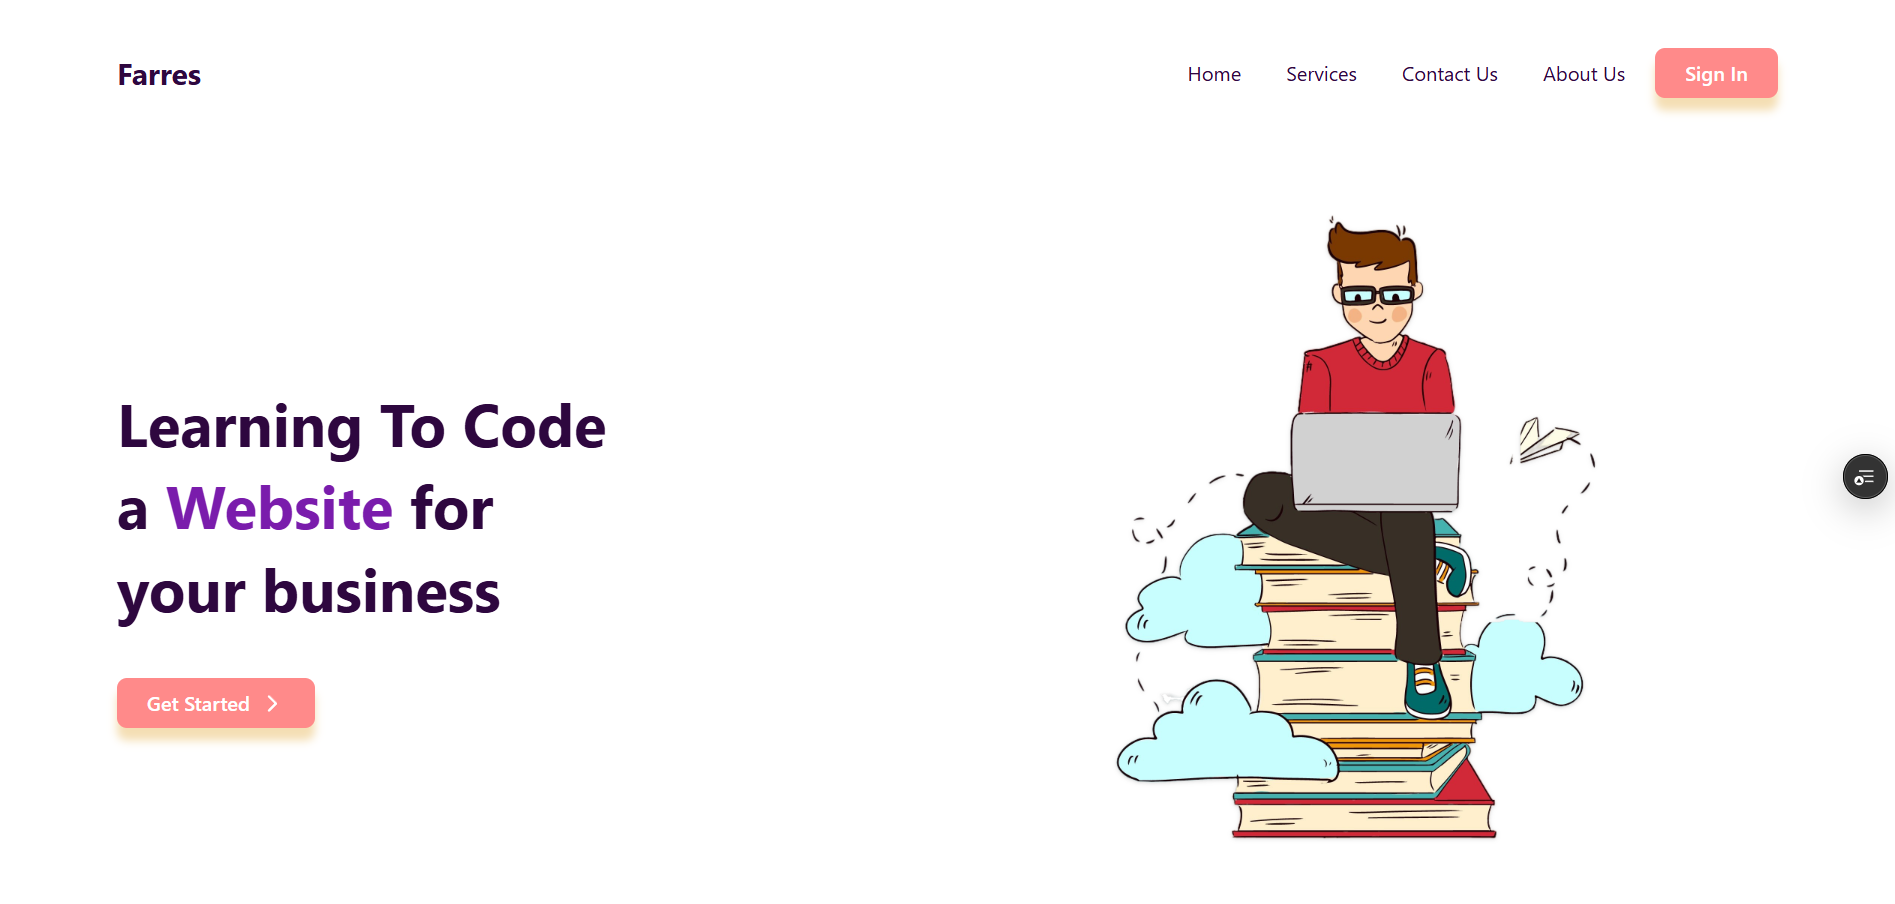 Farres
Home Services Contact Us About Us Sign In
Learning To Code
a Website for
your business
Get Started